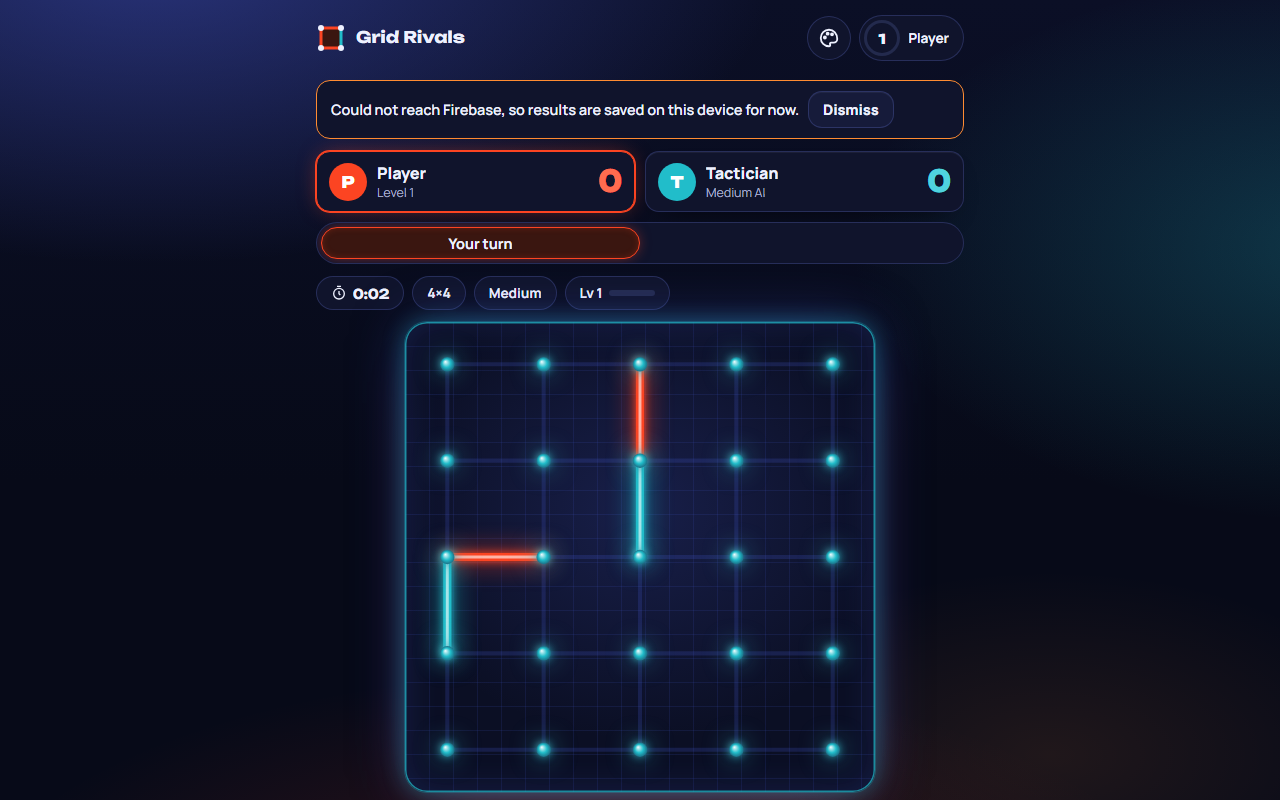 Grid Rivals
1 Player
Could not reach Firebase, so results are saved on this device for now. Dismiss
P Player 0
Level 1
T Tactician 0
Medium AI
Your turn
0:02 4×4 Medium Lv 1